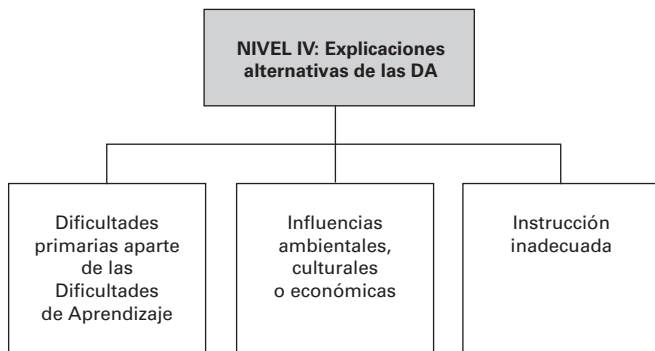 NIVEL IV: Explicaciones
alternativas de las DA
Dificultades
primarias aparte
de las
Dificultades
de Aprendizaje
Influencias
ambientales,
culturales
o económicas
Instrucción
inadecuada